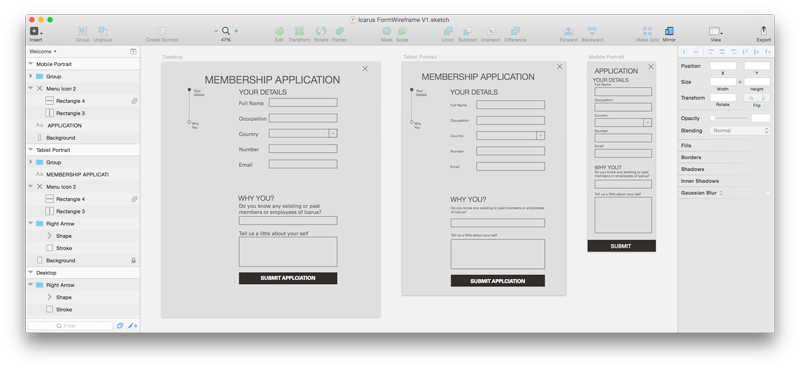 Icarus FormWireframe V1.sketch
Insert
Group Ungroup
Create Symbol
47%
Edit Transform Rotate Flatten
Mask Scale
Union Subtract Intersect Difference
Forward Backward
Make Grid Mirror
View
Export
Welcome
Mobile Portrait
Group
Menu Icon 2
Rectangle 4
Rectangle 3
Aa APPLICATION
Background
Tablet Portrait
Group
Aa MEMBERSHIP APPLICATI
Menu Icon 2
Rectangle 4
Rectangle 3
Right Arrow
Shape
Stroke
Background
Desktop
Right Arrow
Shape
Stroke
Filter
Desktop
MEMBERSHIP APPLICATION
Your
Details
Why
You
YOUR DETAILS
Full Name
Occupation
Country
Number
Email
WHY YOU?
Do you know any existing or past
members or employees of Icarus?
Tell us a little about your self
SUBMIT APPLCIATION
Tablet Portrait
MEMBERSHIP APPLICATION
Your
Details
Why
You
YOUR DETAILS
Full Name
Occupation
Country
Number
Email
WHY YOU?
Do you know any existing or past members or employees
of Icarus?
Tell us a little about your self
SUBMIT APPLCIATION
Mobile Portrait
APPLICATION
YOUR DETAILS
Full Name
Occupation
Country
Number
Email
WHY YOU?
Do you know any existing or past
members or employees of Icarus?
Tell us a little about your self
SUBMIT
Position
X Y
Size
Width Height
Transform
Rotate Flip
Opacity
Blending Normal
Fills
Borders
Shadows
Inner Shadows
Gaussian Blur